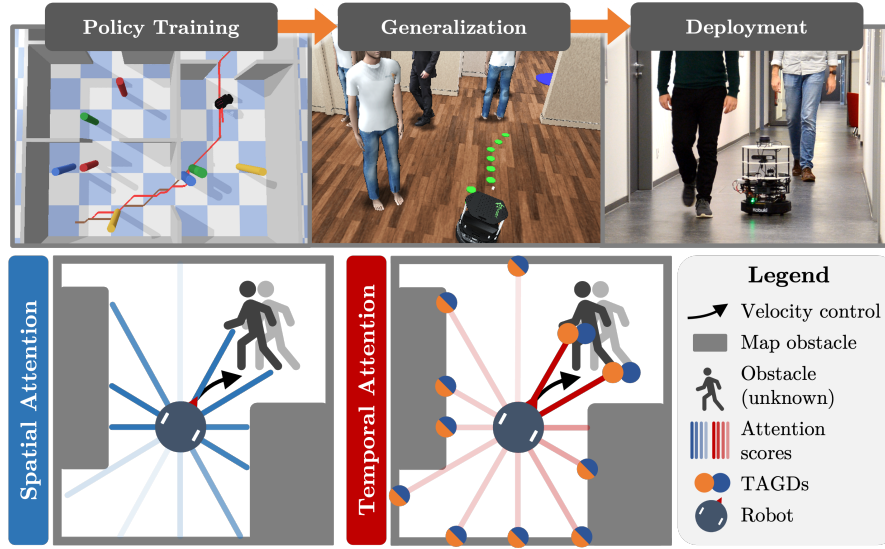 Policy Training
Generalization
Deployment
Spatial Attention
Temporal Attention
Legend
Velocity control
Map obstacle
Obstacle
(unknown)
Attention
scores
TAGDs
Robot